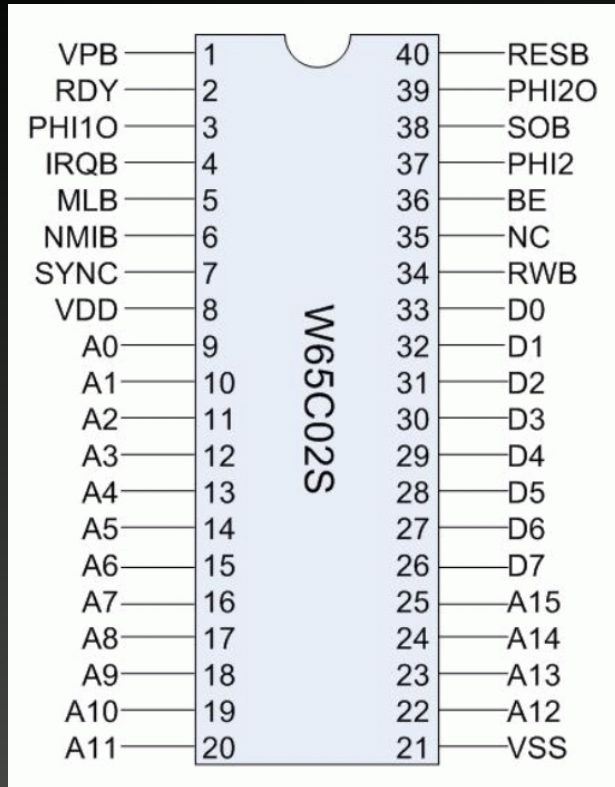 VPB 1 40 RESB
RDY 2 39 PHI2O
PHI1O 3 38 SOB
IRQB 4 37 PHI2
MLB 5 36 BE
NMIB 6 35 NC
SYNC 7 34 RWB
VDD 8 33 D0
A0 9 32 D1
A1 10 31 D2
A2 11 30 D3
A3 12 29 D4
A4 13 28 D5
A5 14 27 D6
A6 15 26 D7
A7 16 25 A15
A8 17 24 A14
A9 18 23 A13
A10 19 22 A12
A11 20 21 VSS
W65C02S